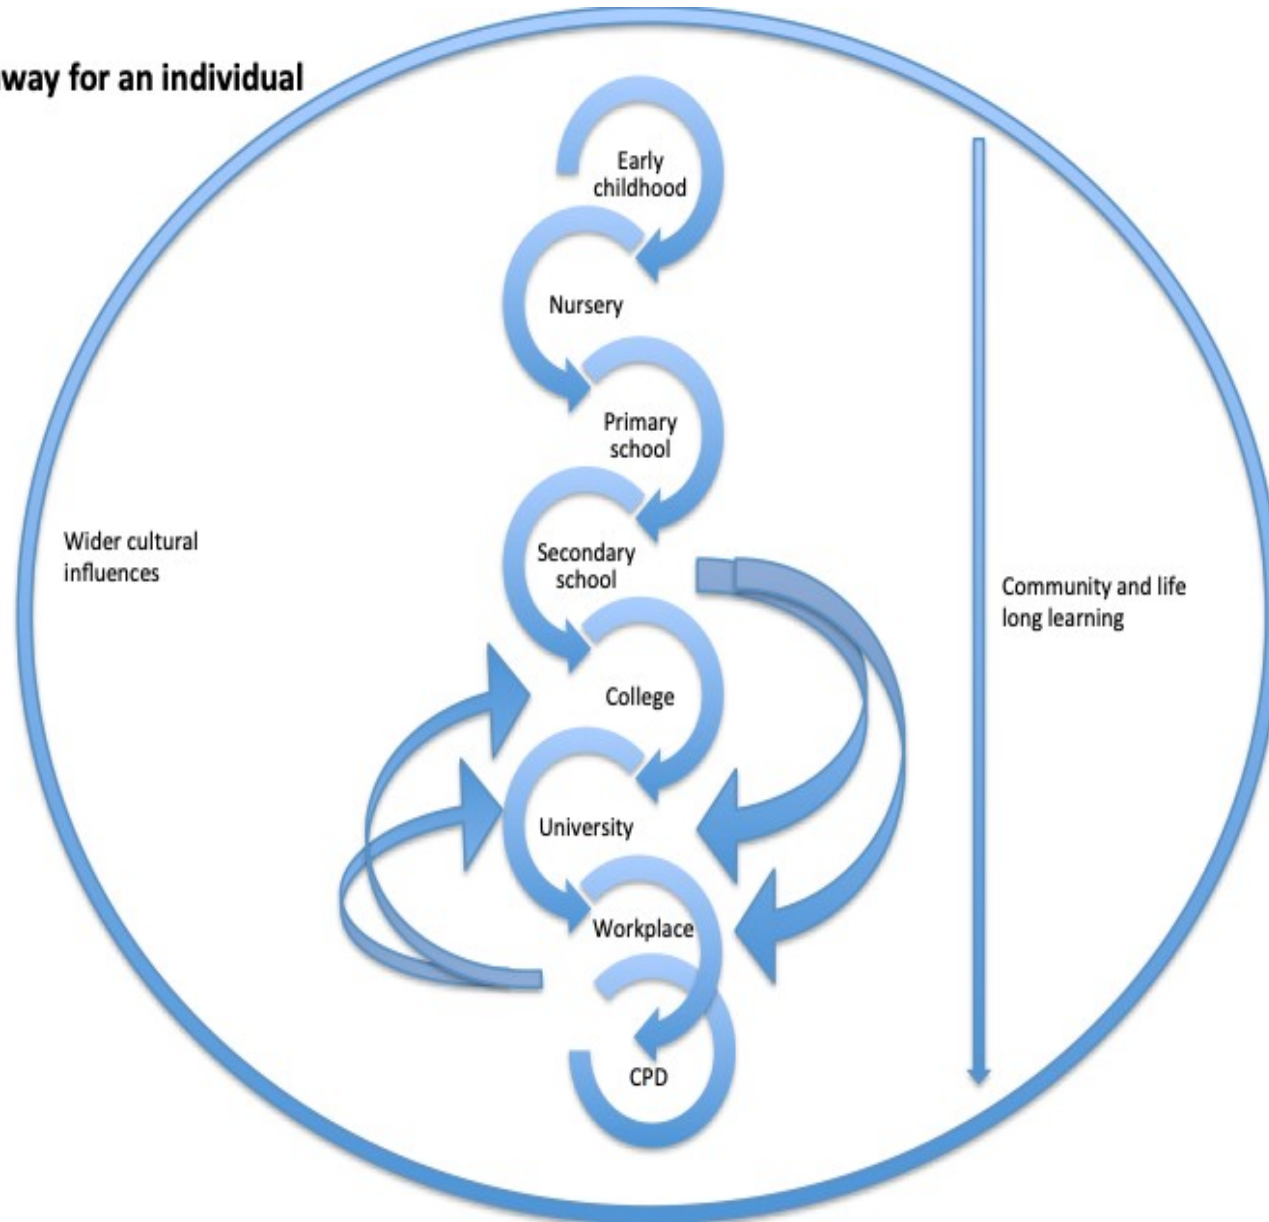 way for an individual
Early
childhood
Nursery
Primary
school
Wider cultural
influences
Secondary
school
Community and life
long learning
College
University
Workplace
CPD